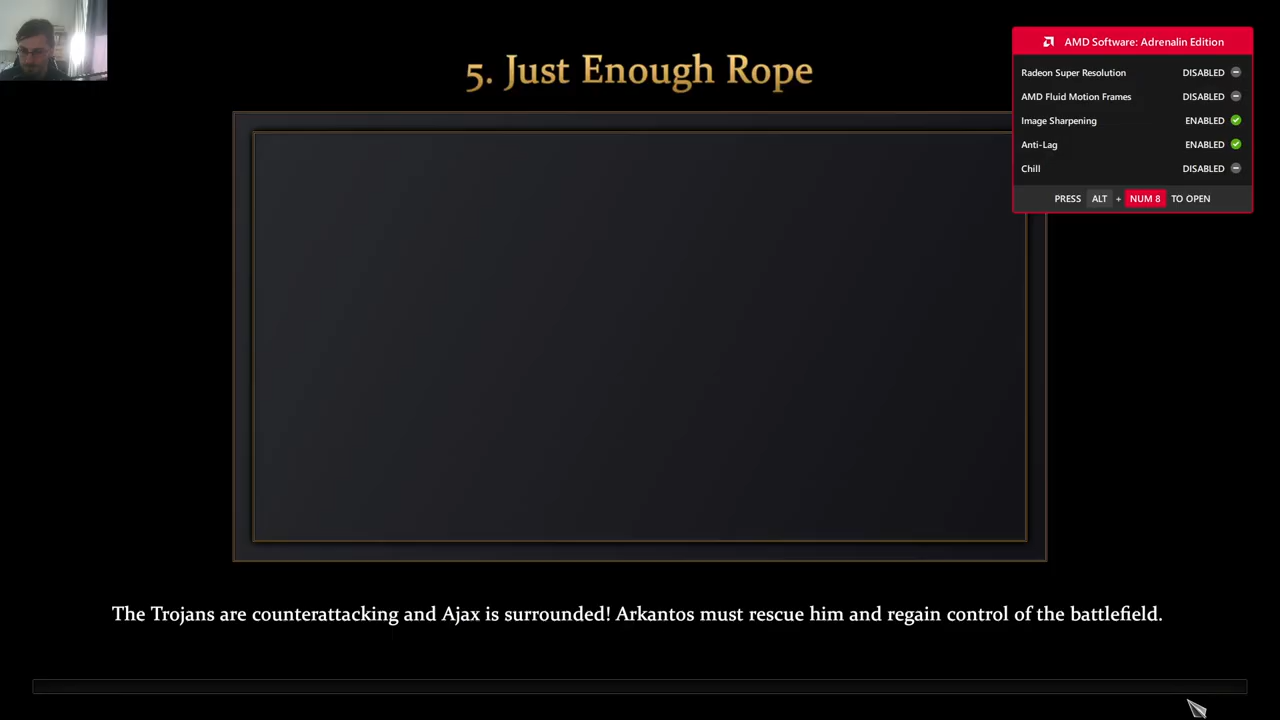 5. Just Enough Rope
AMD Software: Adrenalin Edition
Radeon Super Resolution DISABLED
AMD Fluid Motion Frames DISABLED
Image Sharpening ENABLED
Anti-Lag ENABLED
Chill DISABLED
PRESS ALT + NUM 8 TO OPEN
The Trojans are counterattacking and Ajax is surrounded! Arkantos must rescue him and regain control of the battlefield.